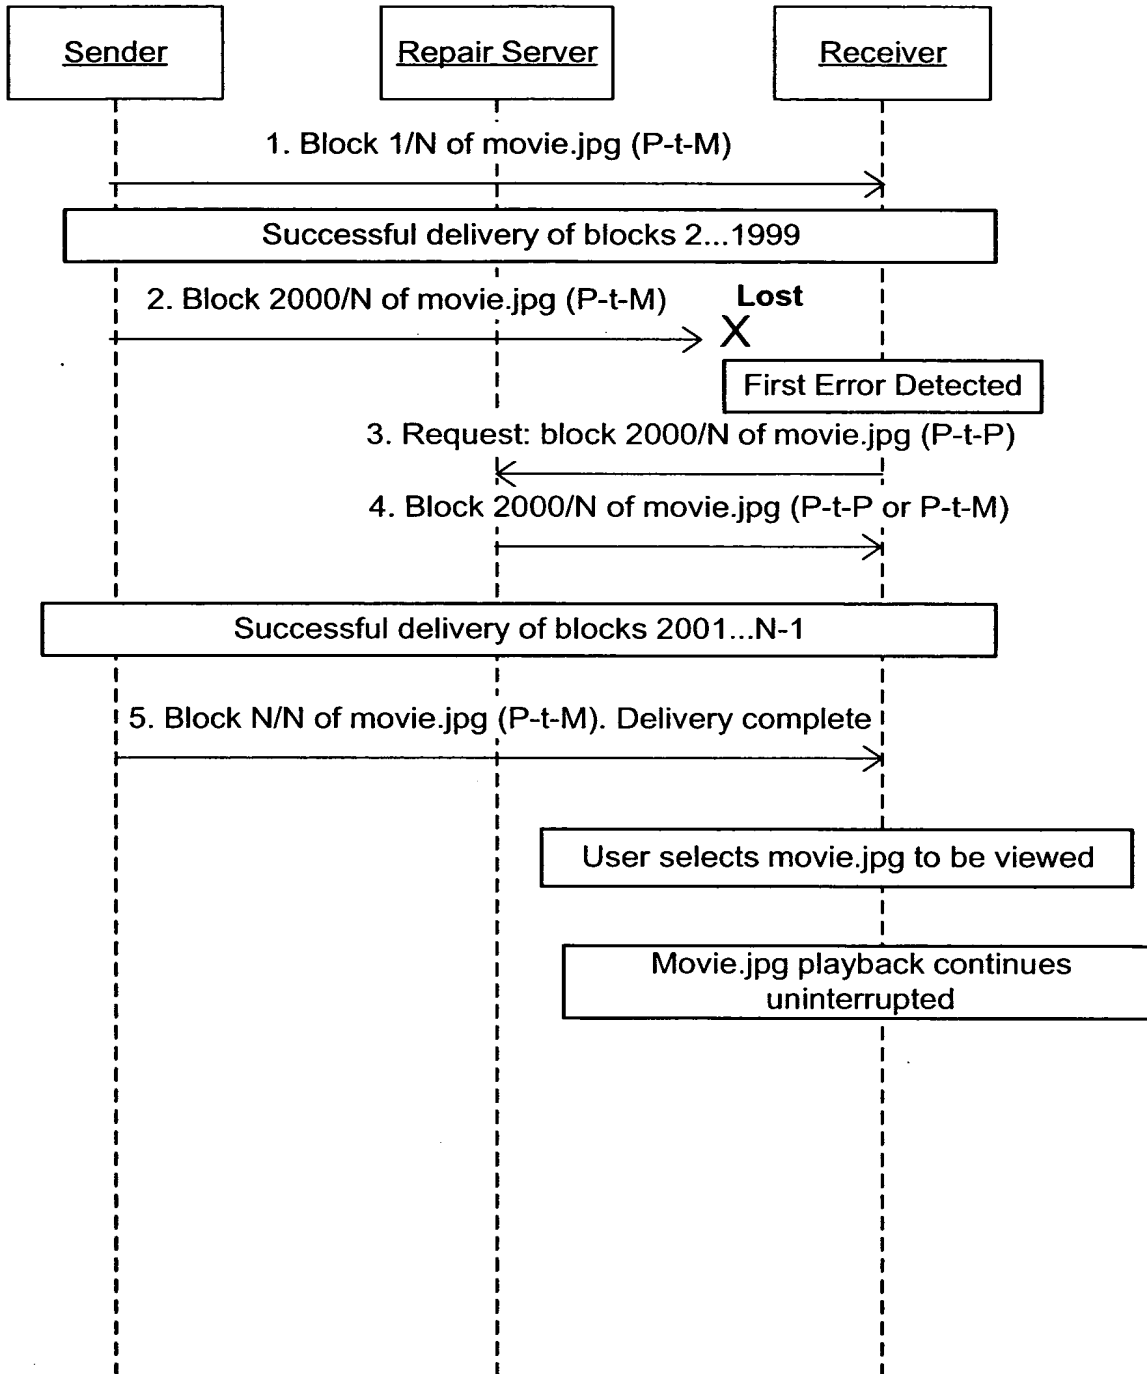 Sender
Repair Server
Receiver
1. Block 1/N of movie.jpg (P-t-M)
Successful delivery of blocks 2...1999
2. Block 2000/N of movie.jpg (P-t-M)
Lost
X
First Error Detected
3. Request: block 2000/N of movie.jpg (P-t-P)
4. Block 2000/N of movie.jpg (P-t-P or P-t-M)
Successful delivery of blocks 2001...N-1
5. Block N/N of movie.jpg (P-t-M). Delivery complete
User selects movie.jpg to be viewed
Movie.jpg playback continues
uninterrupted